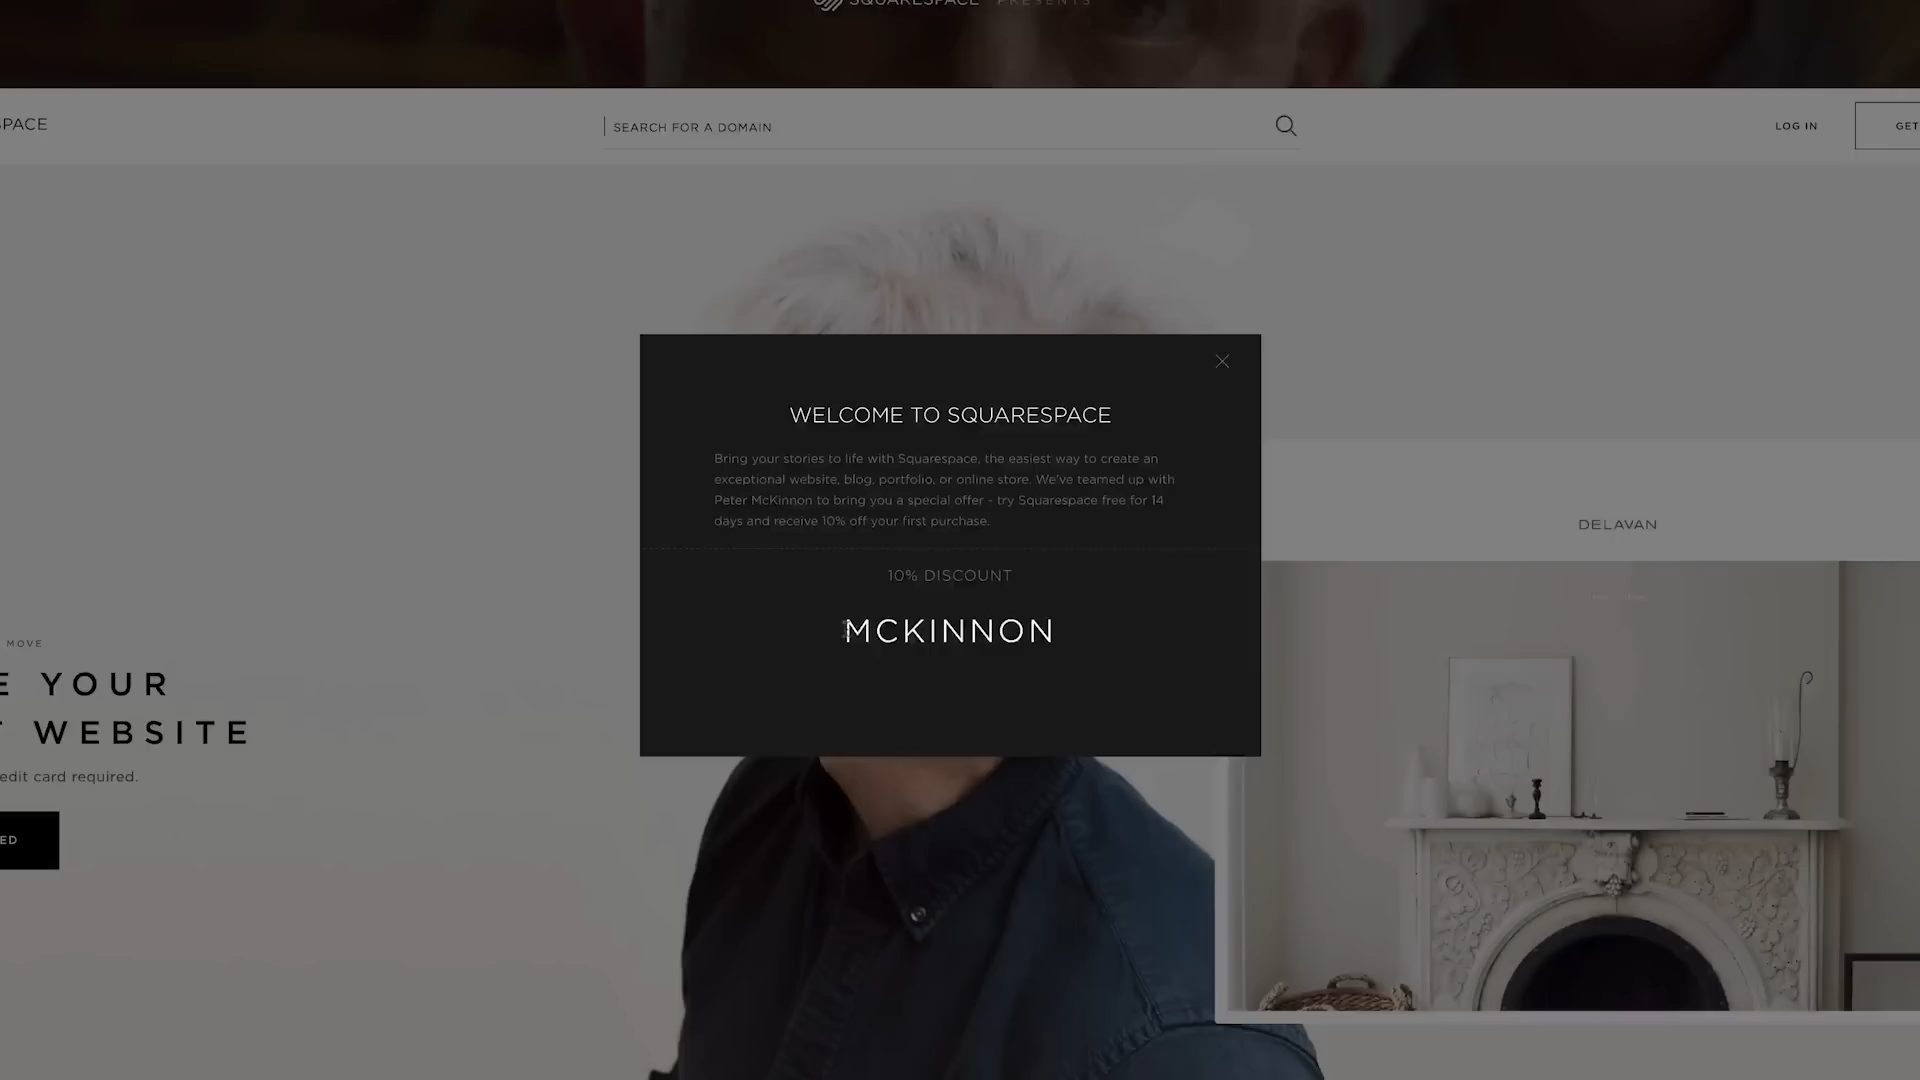 SQUARESPACE PRESENTS
SPACE
SEARCH FOR A DOMAIN
LOG IN
GET
WELCOME TO SQUARESPACE
Bring your stories to life with Squarespace, the easiest way to create an
exceptional website, blog, portfolio, or online store. We've teamed up with
Peter McKinnon to bring you a special offer - try Squarespace free for 14
days and receive 10% off your first purchase.
10% DISCOUNT
MCKINNON
DELAVAN
MOVE
E YOUR
WEBSITE
edit card required.
ED